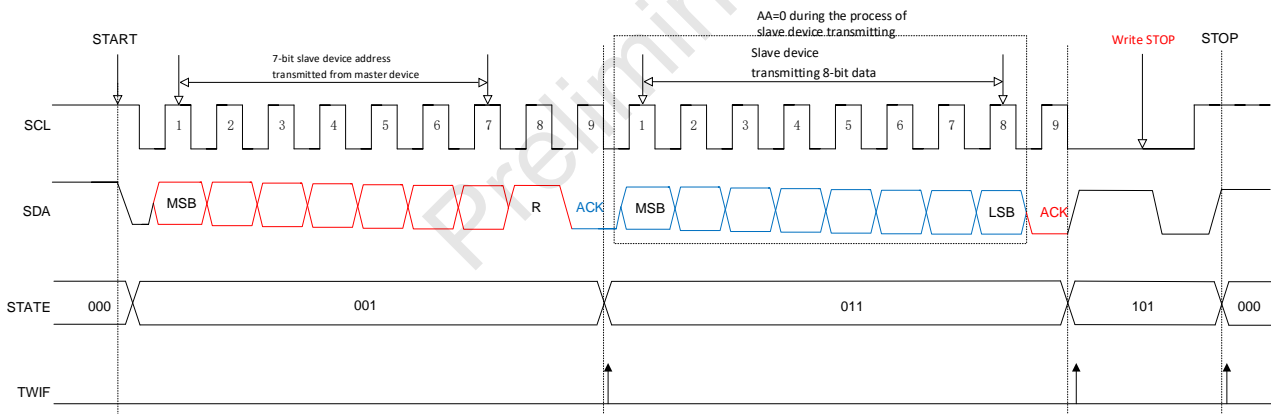 AA=0 during the process of
slave device transmitting
START
7-bit slave device address
transmitted from master device
Slave device
transmitting 8-bit data
Write STOP
STOP
SCL
1 2 3 4 5 6 7 8 9 1 2 3 4 5 6 7 8 9
SDA
MSB R ACK MSB LSB ACK
STATE
000 001 011 101 000
TWIF
Prelimin